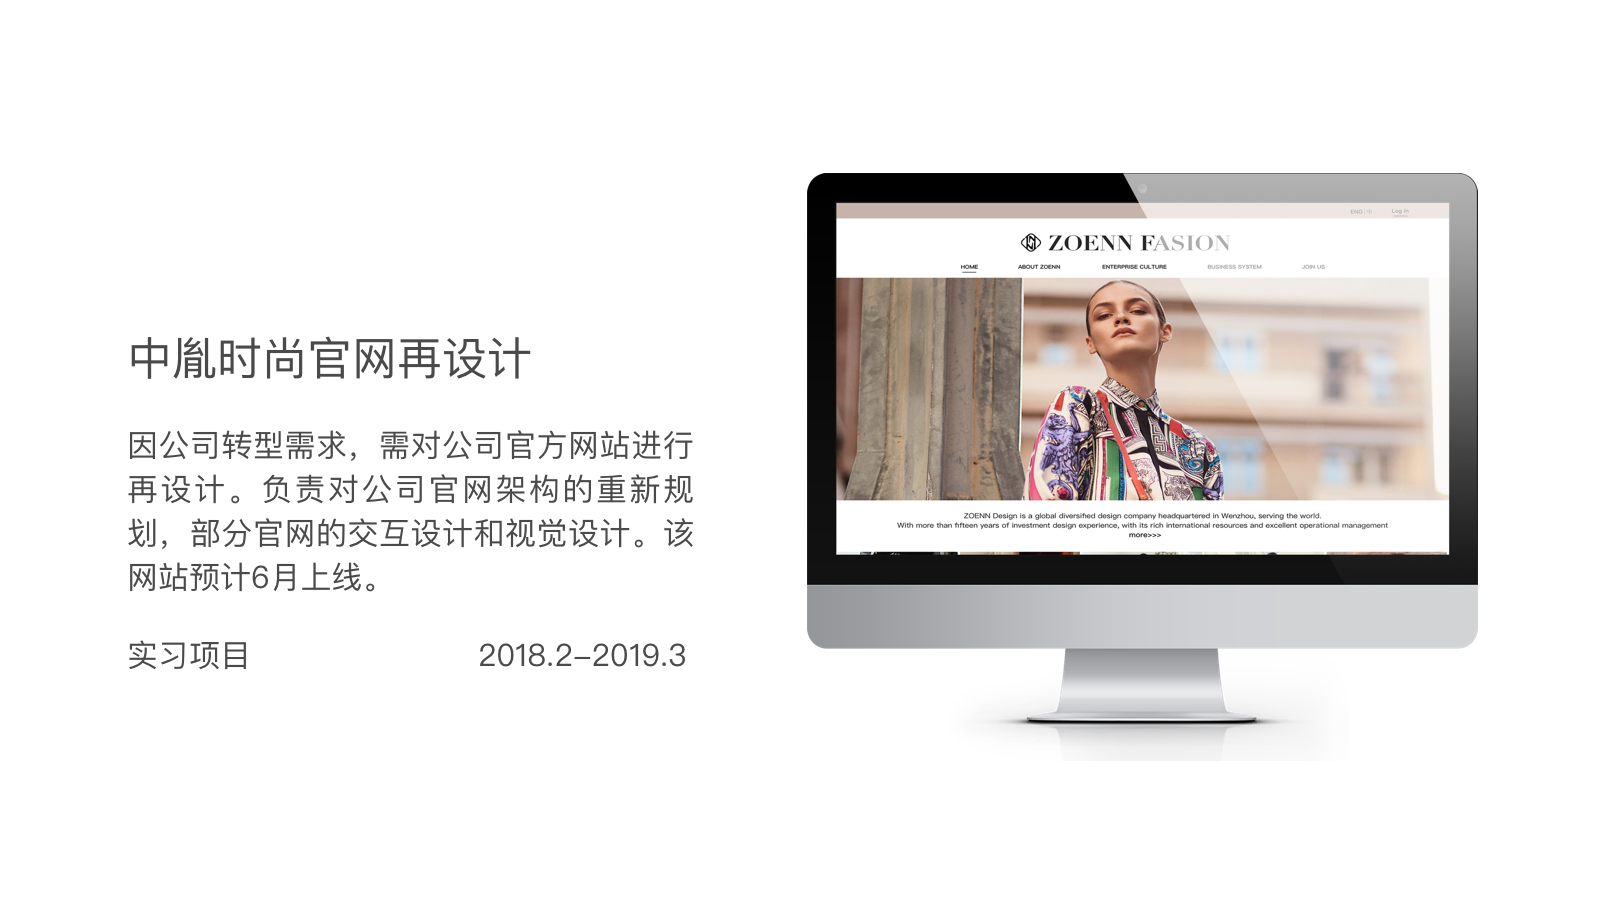 中胤时尚官网再设计
因公司转型需求，需对公司官方网站进行
再设计。负责对公司官网架构的重新规
划，部分官网的交互设计和视觉设计。该
网站预计6月上线。
实习项目 2018.2-2019.3
ENG |
Log in
ZOENN FASION
HOME ABOUT ZOENN ENTERPRISE CULTURE BUSINESS SYSTEM JOIN US
ZOENN Design is a global diversified design company headquartered in Wenzhou, serving the world.
With more than fifteen years of investment design experience, with its rich international resources and excellent operational management
more>>>